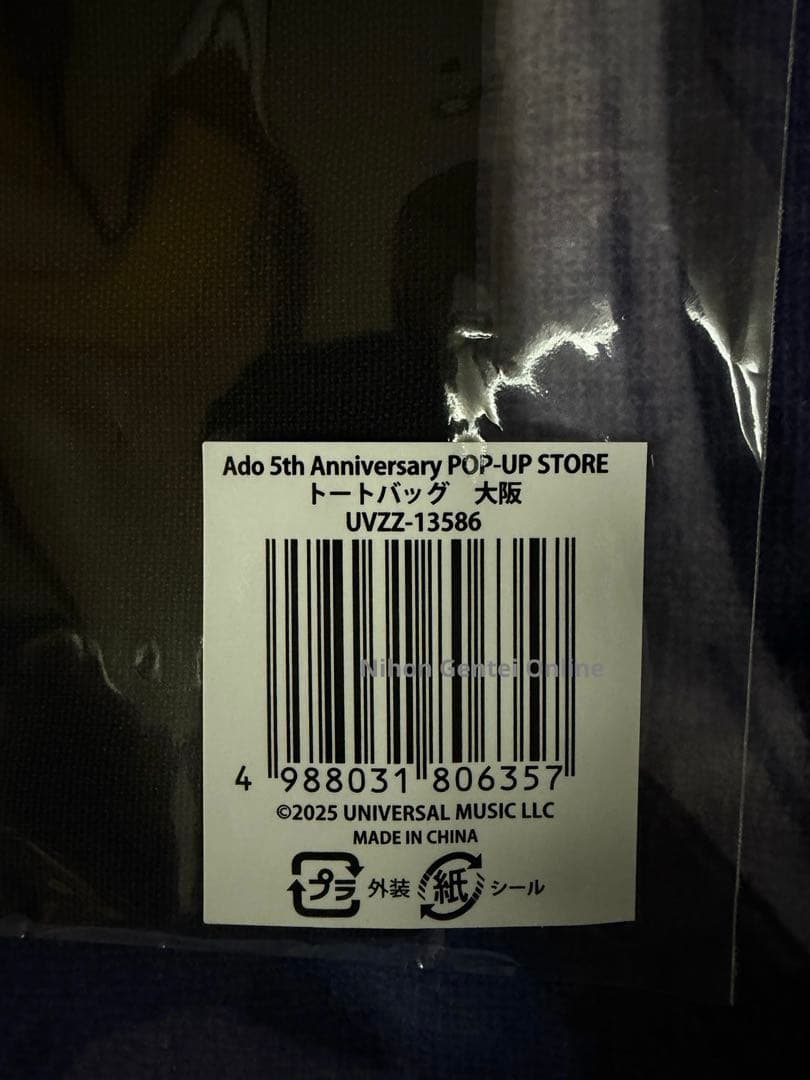 Ado 5th Anniversary POP-UP STORE
トートバッグ 大阪
UVZZ-13586
Nihon Gentei Online
4 988031 806357
©2025 UNIVERSAL MUSIC LLC
MADE IN CHINA
プラ 外装 紙 シール